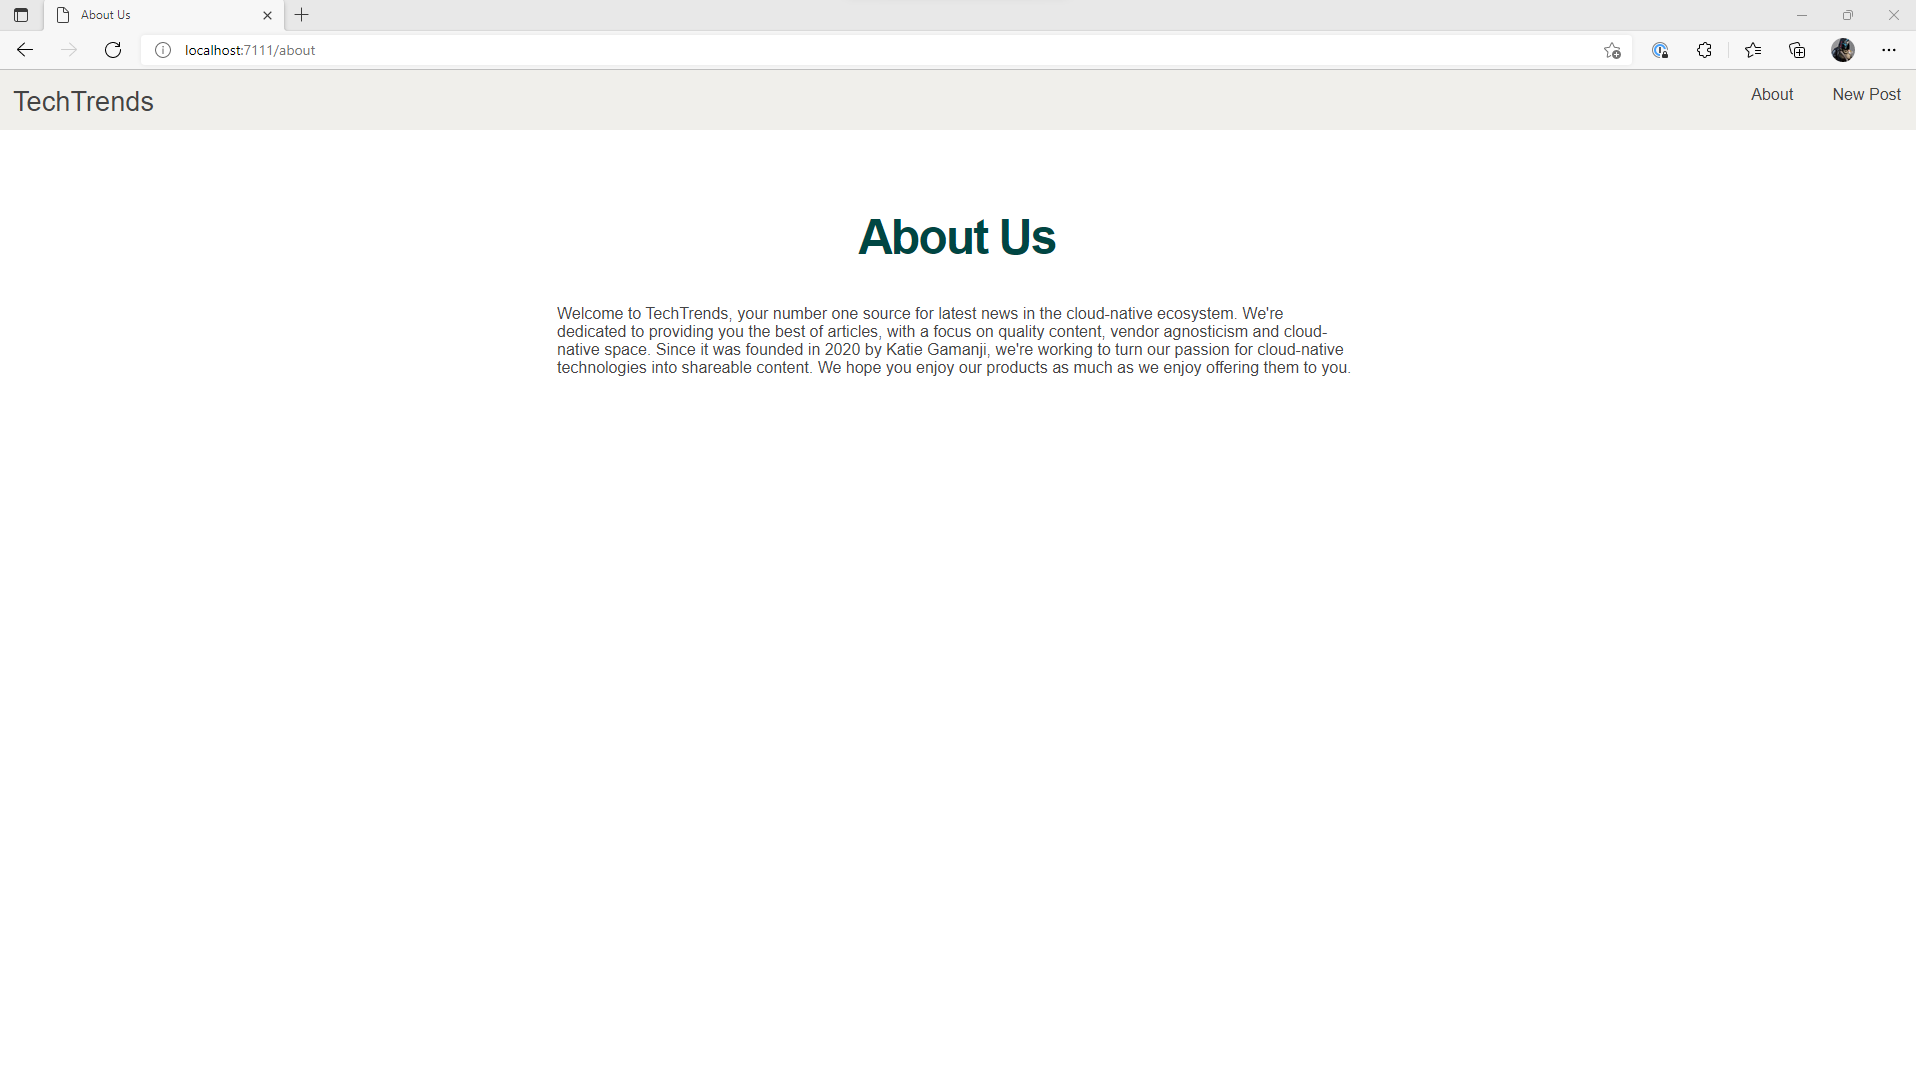 About Us
localhost:7111/about
TechTrends
About
New Post
About Us
Welcome to TechTrends, your number one source for latest news in the cloud-native ecosystem. We're
dedicated to providing you the best of articles, with a focus on quality content, vendor agnosticism and cloud-
native space. Since it was founded in 2020 by Katie Gamanji, we're working to turn our passion for cloud-native
technologies into shareable content. We hope you enjoy our products as much as we enjoy offering them to you.